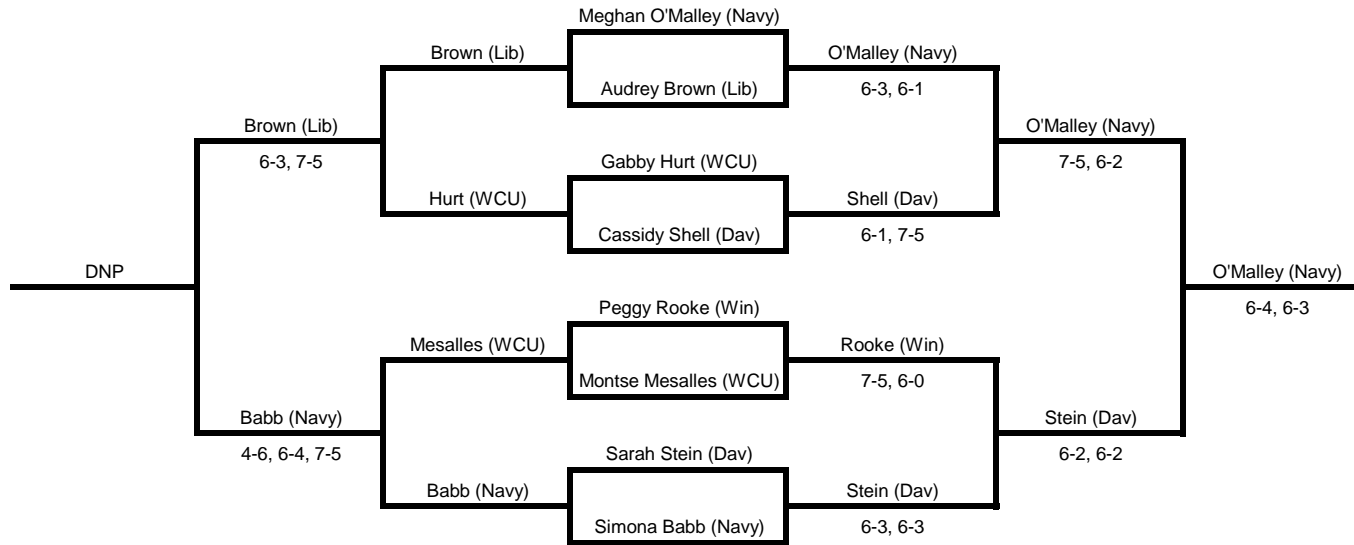 Meghan O'Malley (Navy)
Brown (Lib)
O'Malley (Navy)
Audrey Brown (Lib)
6-3, 6-1
Brown (Lib)
O'Malley (Navy)
6-3, 7-5
Gabby Hurt (WCU)
7-5, 6-2
Hurt (WCU)
Shell (Dav)
Cassidy Shell (Dav)
6-1, 7-5
DNP
O'Malley (Navy)
Peggy Rooke (Win)
6-4, 6-3
Mesalles (WCU)
Rooke (Win)
Montse Mesalles (WCU)
7-5, 6-0
Babb (Navy)
Stein (Dav)
4-6, 6-4, 7-5
Sarah Stein (Dav)
6-2, 6-2
Babb (Navy)
Stein (Dav)
Simona Babb (Navy)
6-3, 6-3